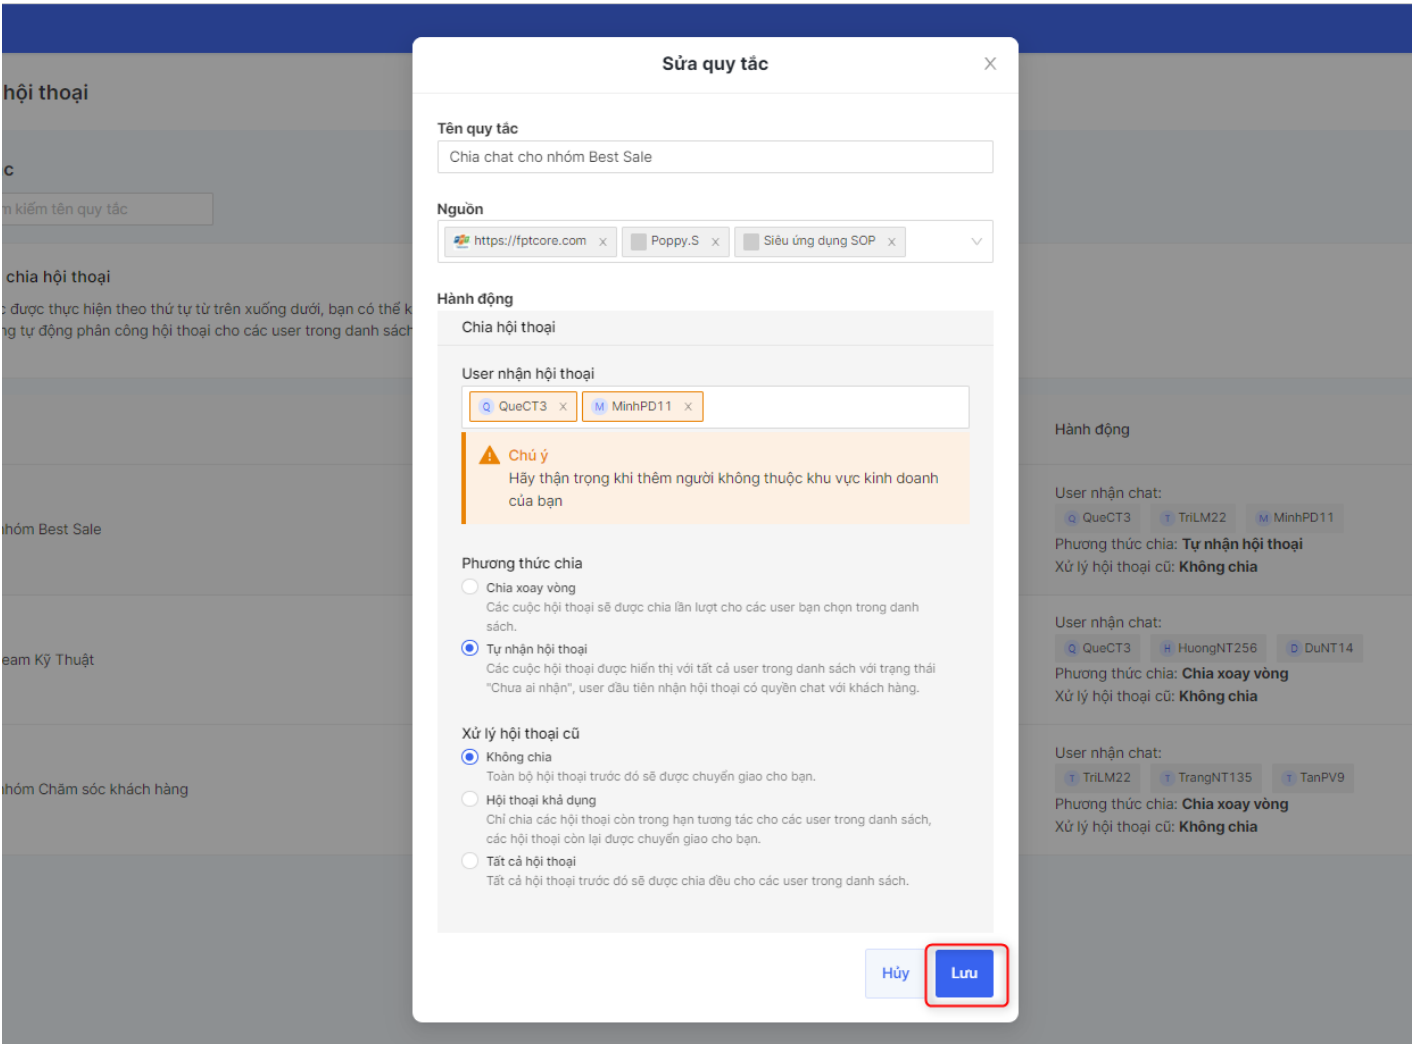 Sửa quy tắc
hội thoại
Tên quy tắc
Chia chat cho nhóm Best Sale
c
m kiếm tên quy tắc
Nguồn
https://fptcore.com
Poppy.S
Siêu ứng dụng SOP
chia hội thoại
c được thực hiện theo thứ tự từ trên xuống dưới, bạn có thể k
ng tự động phân công hội thoại cho các user trong danh sách
Hành động
Chia hội thoại
User nhận hội thoại
Q QueCT3
M MinhPD11
Chú ý
Hãy thận trọng khi thêm người không thuộc khu vực kinh doanh
của bạn
Phương thức chia
Chia xoay vòng
Các cuộc hội thoại sẽ được chia lần lượt cho các user bạn chọn trong danh
sách.
Tự nhận hội thoại
Các cuộc hội thoại được hiển thị với tất cả user trong danh sách với trạng thái
"Chưa ai nhận", user đầu tiên nhận hội thoại có quyền chat với khách hàng.
Xử lý hội thoại cũ
Không chia
Toàn bộ hội thoại trước đó sẽ được chuyển giao cho bạn.
Hội thoại khả dụng
Chỉ chia các hội thoại còn trong hạn tương tác cho các user trong danh sách,
các hội thoại còn lại được chuyển giao cho bạn.
Tất cả hội thoại
Tất cả hội thoại trước đó sẽ được chia đều cho các user trong danh sách.
Hủy
Lưu
nhóm Best Sale
eam Kỹ Thuật
nhóm Chăm sóc khách hàng
Hành động
User nhận chat:
Q QueCT3 T TriLM22 M MinhPD11
Phương thức chia: Tự nhận hội thoại
Xử lý hội thoại cũ: Không chia
User nhận chat:
Q QueCT3 H HuongNT256 D DuNT14
Phương thức chia: Chia xoay vòng
Xử lý hội thoại cũ: Không chia
User nhận chat:
T TriLM22 T TrangNT135 T TanPV9
Phương thức chia: Chia xoay vòng
Xử lý hội thoại cũ: Không chia